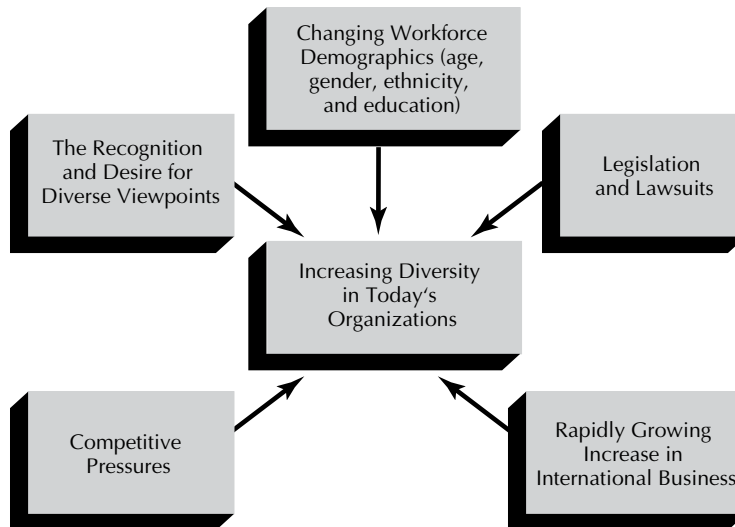 Changing Workforce
Demographics (age,
gender, ethnicity,
and education)
The Recognition
and Desire for
Diverse Viewpoints
Legislation
and Lawsuits
Increasing Diversity
in Today‘s
Organizations
Competitive
Pressures
Rapidly Growing
Increase in
International Business